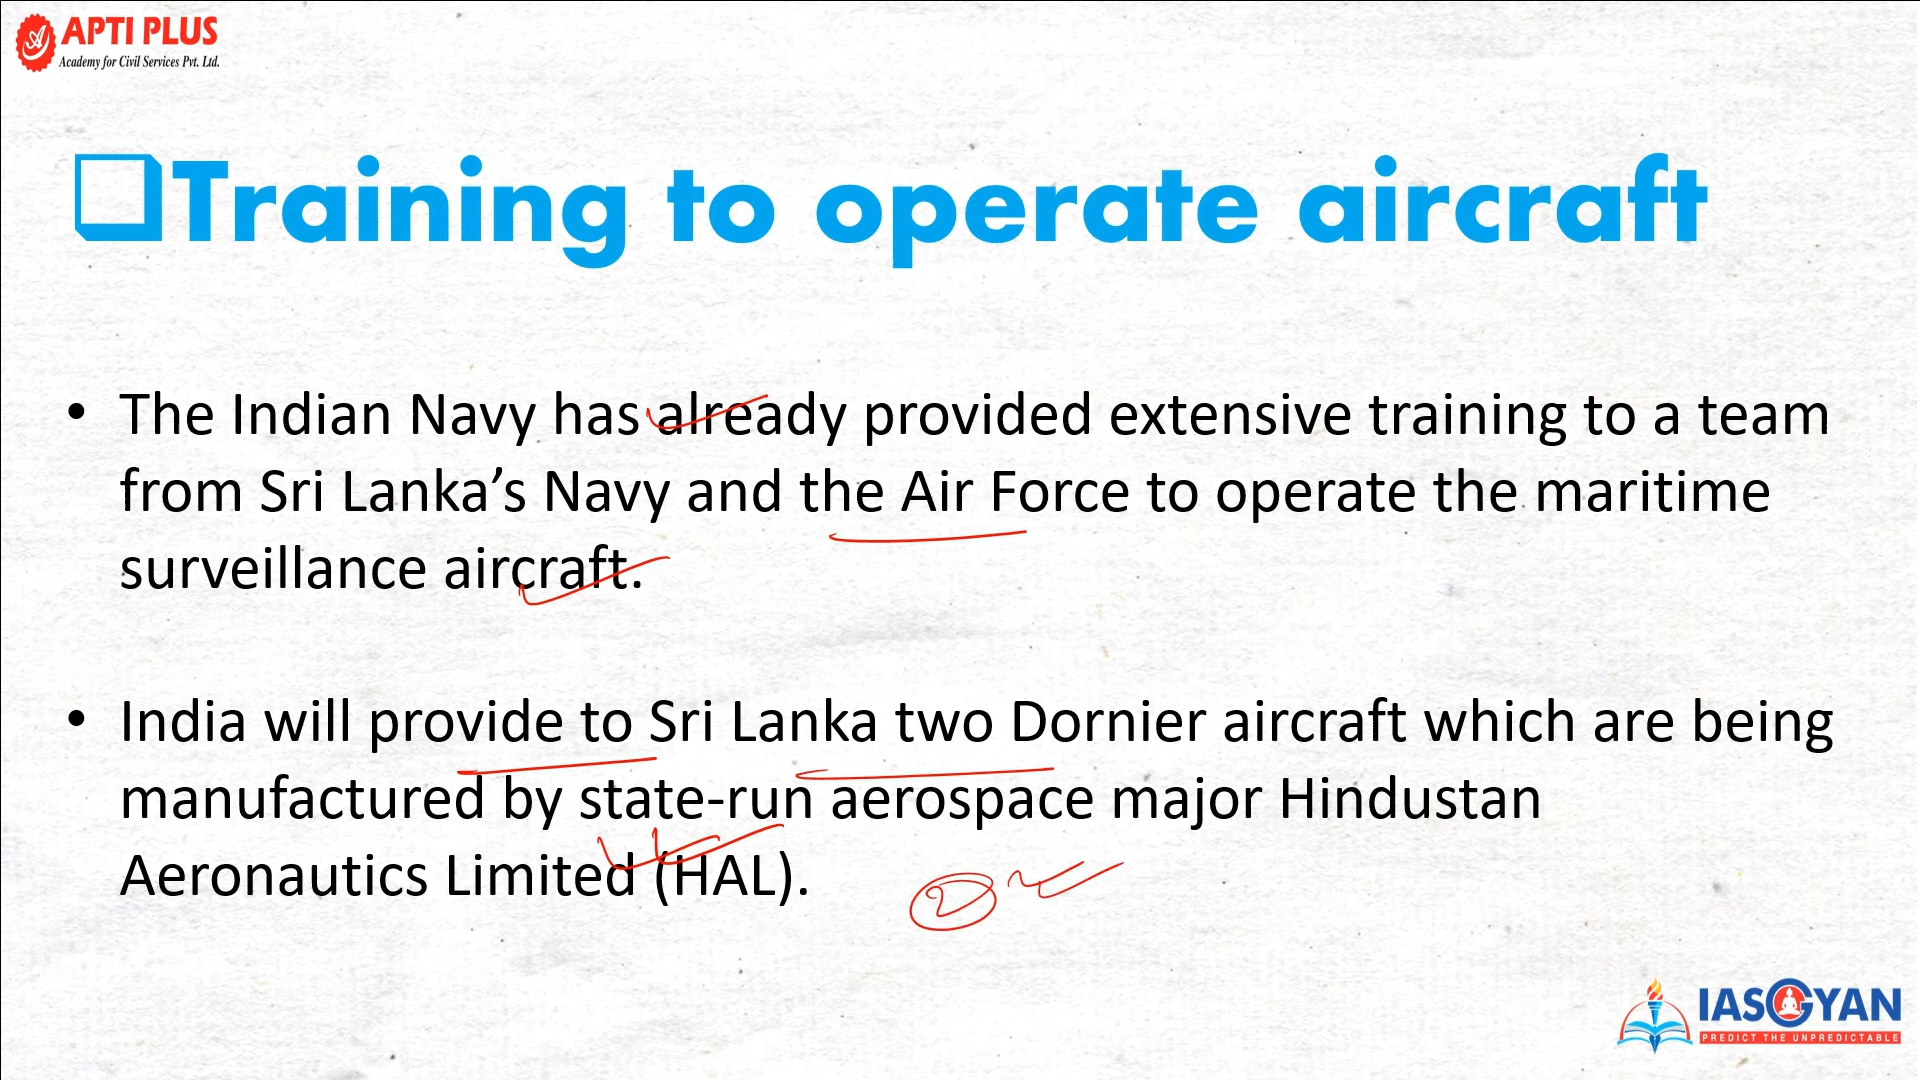 APTI PLUS
Academy for Civil Services Pvt. Ltd.
Training to operate aircraft
• The Indian Navy has already provided extensive training to a team
from Sri Lanka’s Navy and the Air Force to operate the maritime
surveillance aircraft.
• India will provide to Sri Lanka two Dornier aircraft which are being
manufactured by state-run aerospace major Hindustan
Aeronautics Limited (HAL).
2
IASGYAN
PREDICT THE UNPREDICTABLE